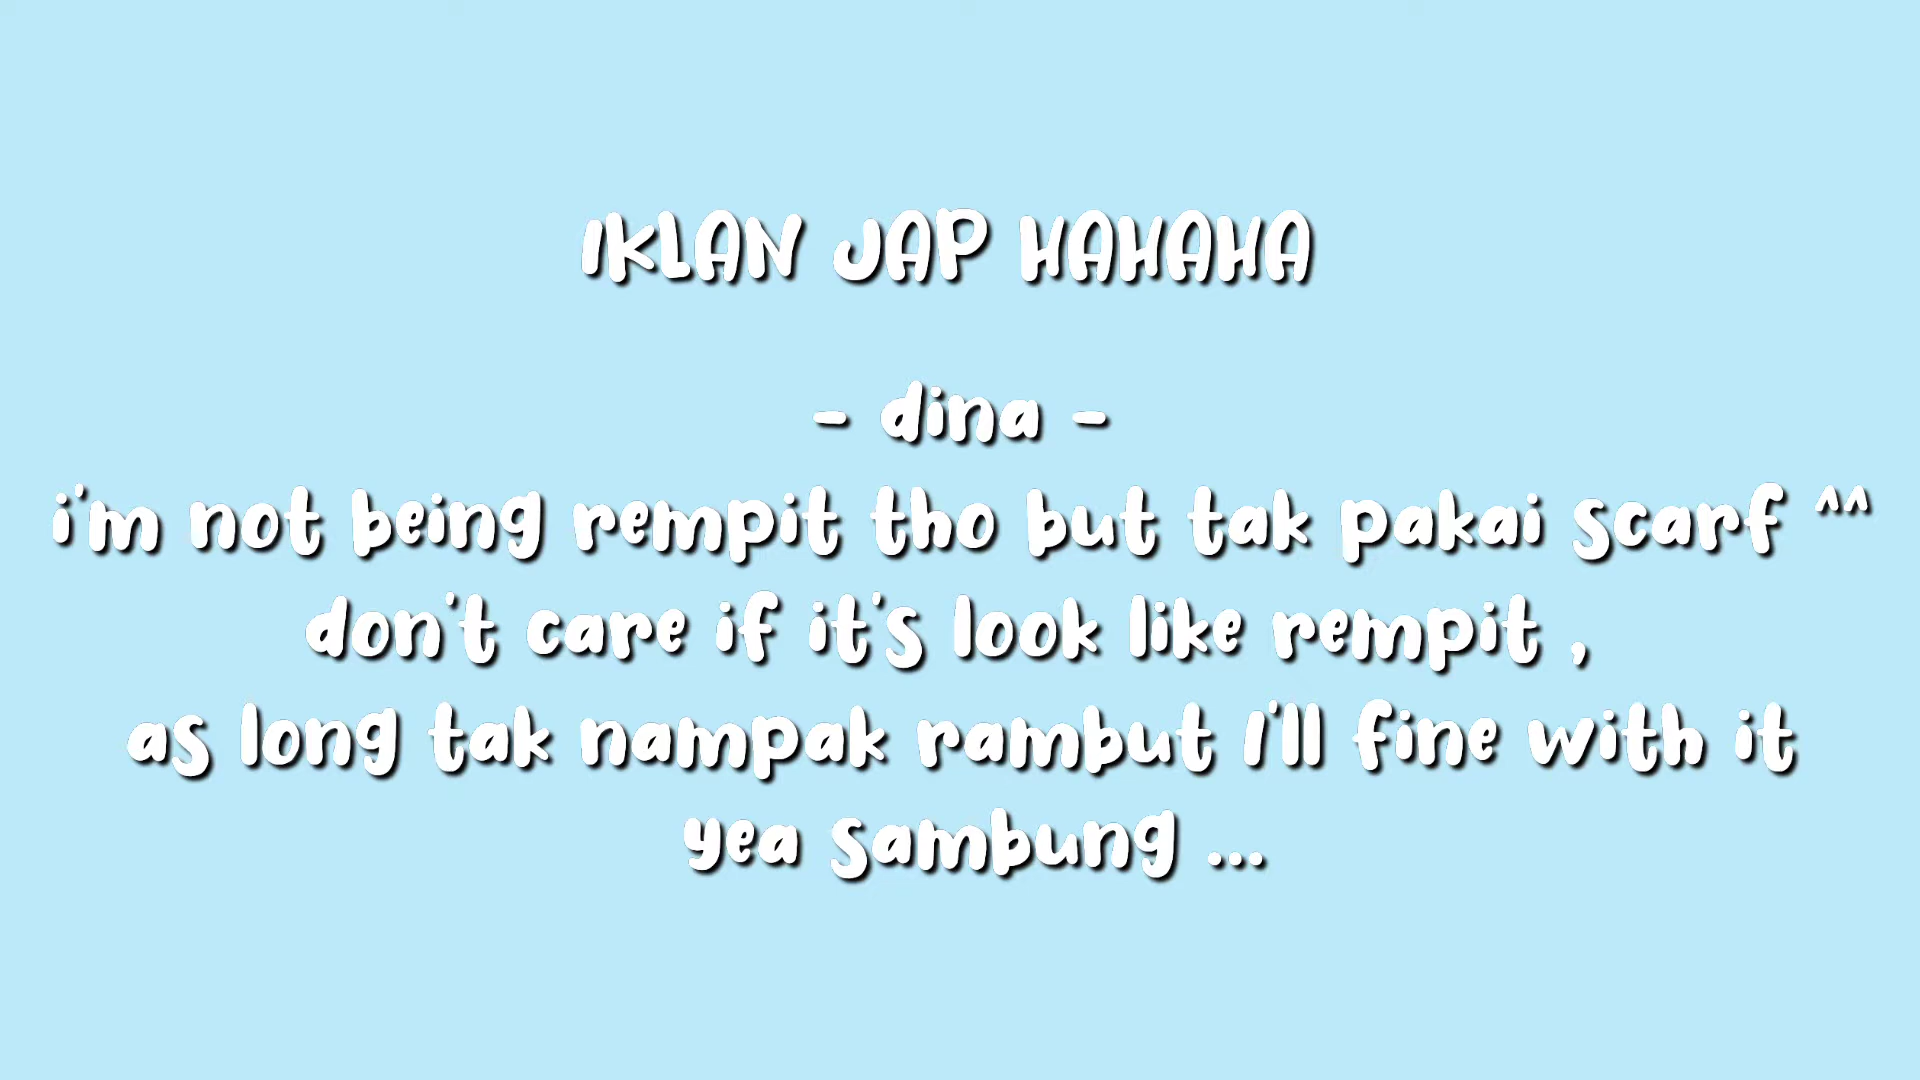 IKLAN JAP HAHAHA
- dina -
i'm not being rempit tho but tak pakai scarf ^^
don't care if it's look like rempit ,
as long tak nampak rambut I'll fine with it
yea sambung ...